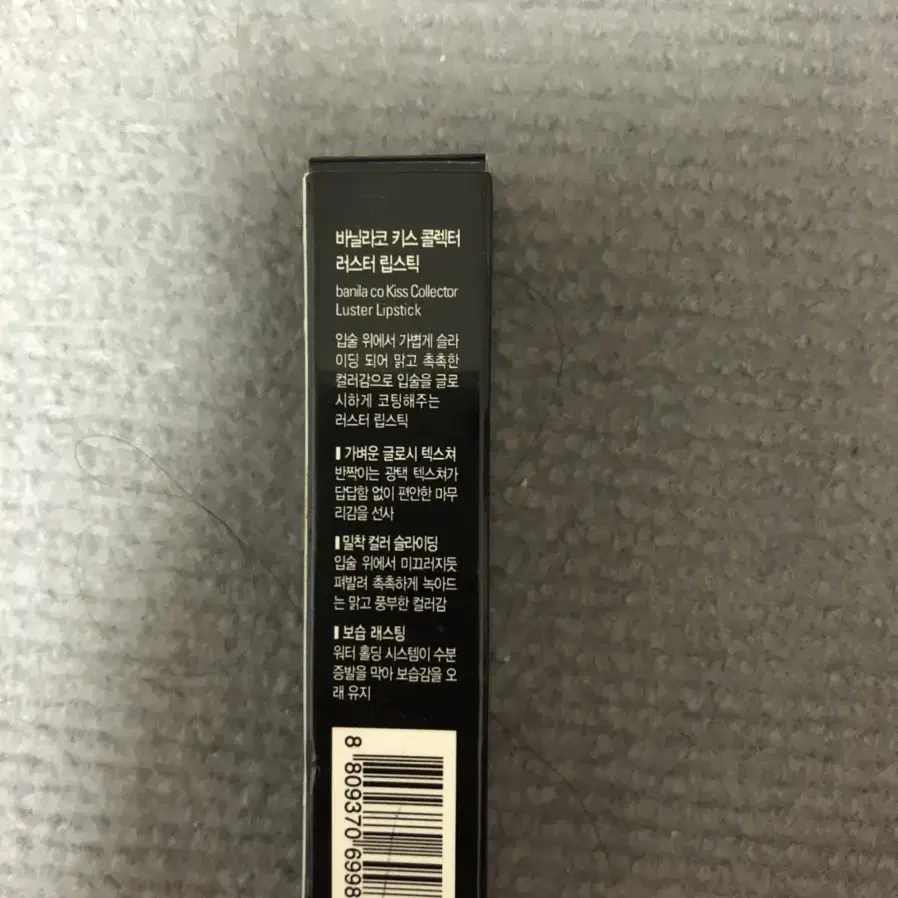 바닐라코 키스 콜렉터
러스터 립스틱
banila co Kiss Collector
Luster Lipstick
입술 위에서 가볍게 슬라
이딩 되어 맑고 촉촉한
컬러감으로 입술을 글로
시하게 코팅해주는
러스터 립스틱
가벼운 글로시 텍스쳐
반짝이는 광택 텍스쳐가
답답함 없이 편안한 마무
리감을 선사
밀착 컬러 슬라이딩
입술 위에서 미끄러지듯
펴발려 촉촉하게 녹아드
는 맑고 풍부한 컬러감
보습 래스팅
워터 홀딩 시스템이 수분
증발을 막아 보습감을 오
래 유지
8 809370 6998